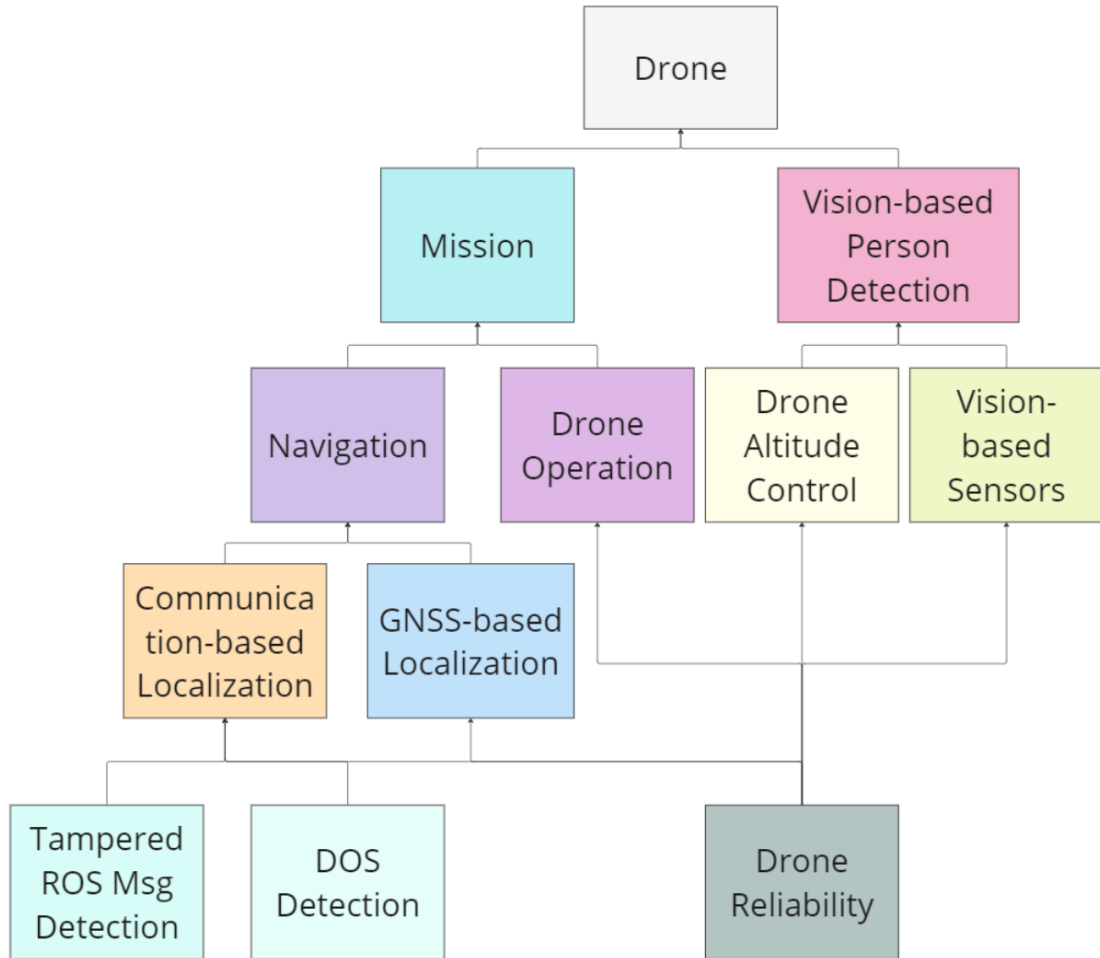 Drone
Mission
Vision-based
Person
Detection
Navigation
Drone
Operation
Drone
Altitude
Control
Vision-
based
Sensors
Communica
tion-based
Localization
GNSS-based
Localization
Tampered
ROS Msg
Detection
DOS
Detection
Drone
Reliability